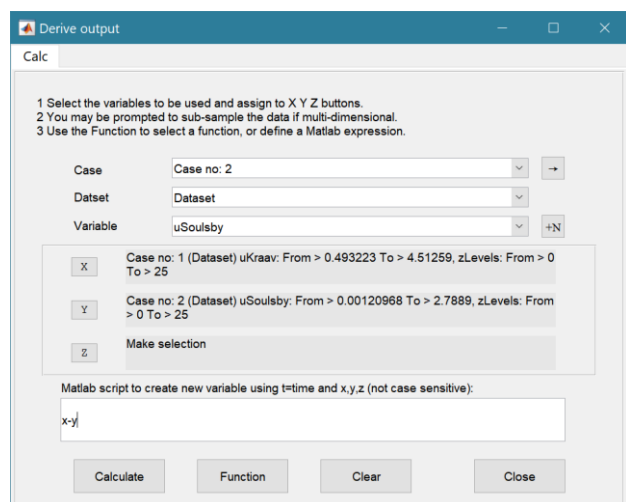 Derive output
Calc
1 Select the variables to be used and assign to X Y Z buttons.
2 You may be prompted to sub-sample the data if multi-dimensional.
3 Use the Function to select a function, or define a Matlab expression.
Case
Case no: 2
→
Datset
Dataset
Variable
uSoulsby
+N
X
Case no: 1 (Dataset) uKraav: From > 0.493223 To > 4.51259, zLevels: From > 0
To > 25
Y
Case no: 2 (Dataset) uSoulsby: From > 0.00120968 To > 2.7889, zLevels: From
> 0 To > 25
Z
Make selection
Matlab script to create new variable using t=time and x,y,z (not case sensitive):
x-y
Calculate
Function
Clear
Close